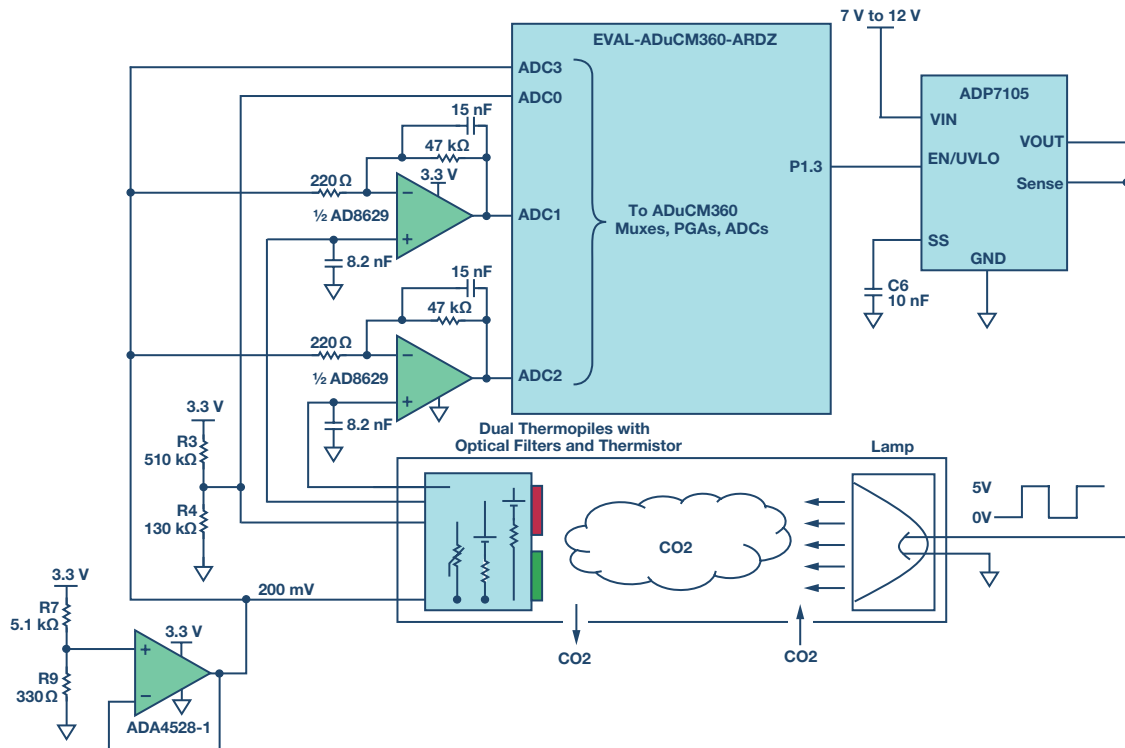 7 V to 12 V
EVAL-ADuCM360-ARDZ
ADC3
ADC0
15 nF
47 kΩ
3.3 V
220 Ω
½ AD8629
−
+
ADC1
8.2 nF
To ADuCM360
Muxes, PGAs, ADCs
P1.3
ADP7105
VIN
VOUT
EN/UVLO
Sense
SS
GND
C6
10 nF
15 nF
47 kΩ
220 Ω
½ AD8629
−
+
ADC2
8.2 nF
3.3 V
R3
510 kΩ
R4
130 kΩ
Dual Thermopiles with
Optical Filters and Thermistor
Lamp
CO2
5V
0V
200 mV
CO2
CO2
3.3 V
R7
5.1 kΩ
R9
330 Ω
3.3 V
+
−
ADA4528-1